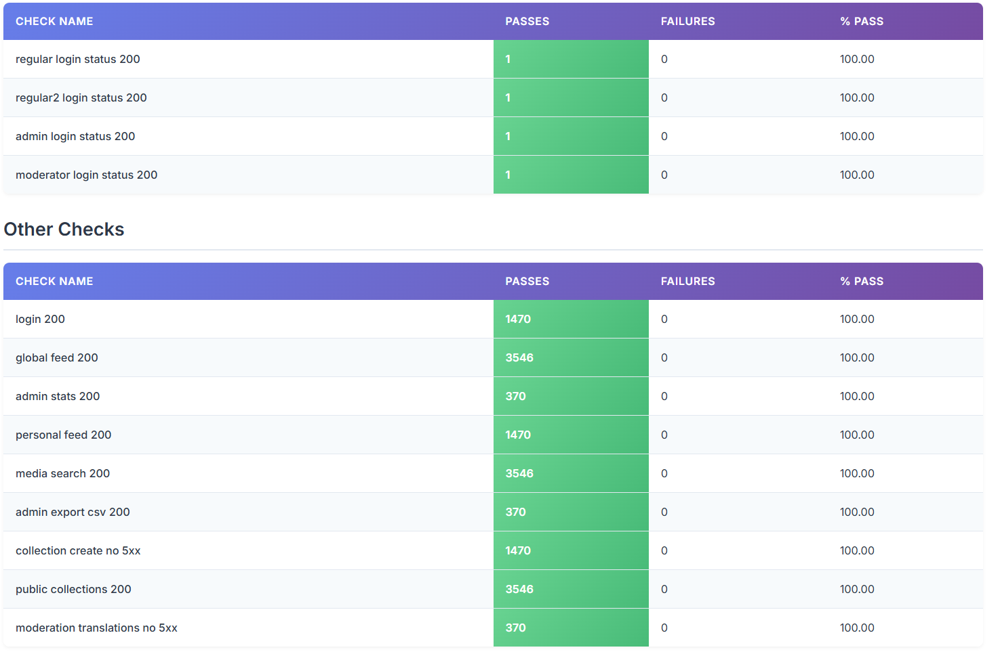 CHECK NAME PASSES FAILURES % PASS
regular login status 200 1 0 100.00
regular2 login status 200 1 0 100.00
admin login status 200 1 0 100.00
moderator login status 200 1 0 100.00
Other Checks
CHECK NAME PASSES FAILURES % PASS
login 200 1470 0 100.00
global feed 200 3546 0 100.00
admin stats 200 370 0 100.00
personal feed 200 1470 0 100.00
media search 200 3546 0 100.00
admin export csv 200 370 0 100.00
collection create no 5xx 1470 0 100.00
public collections 200 3546 0 100.00
moderation translations no 5xx 370 0 100.00